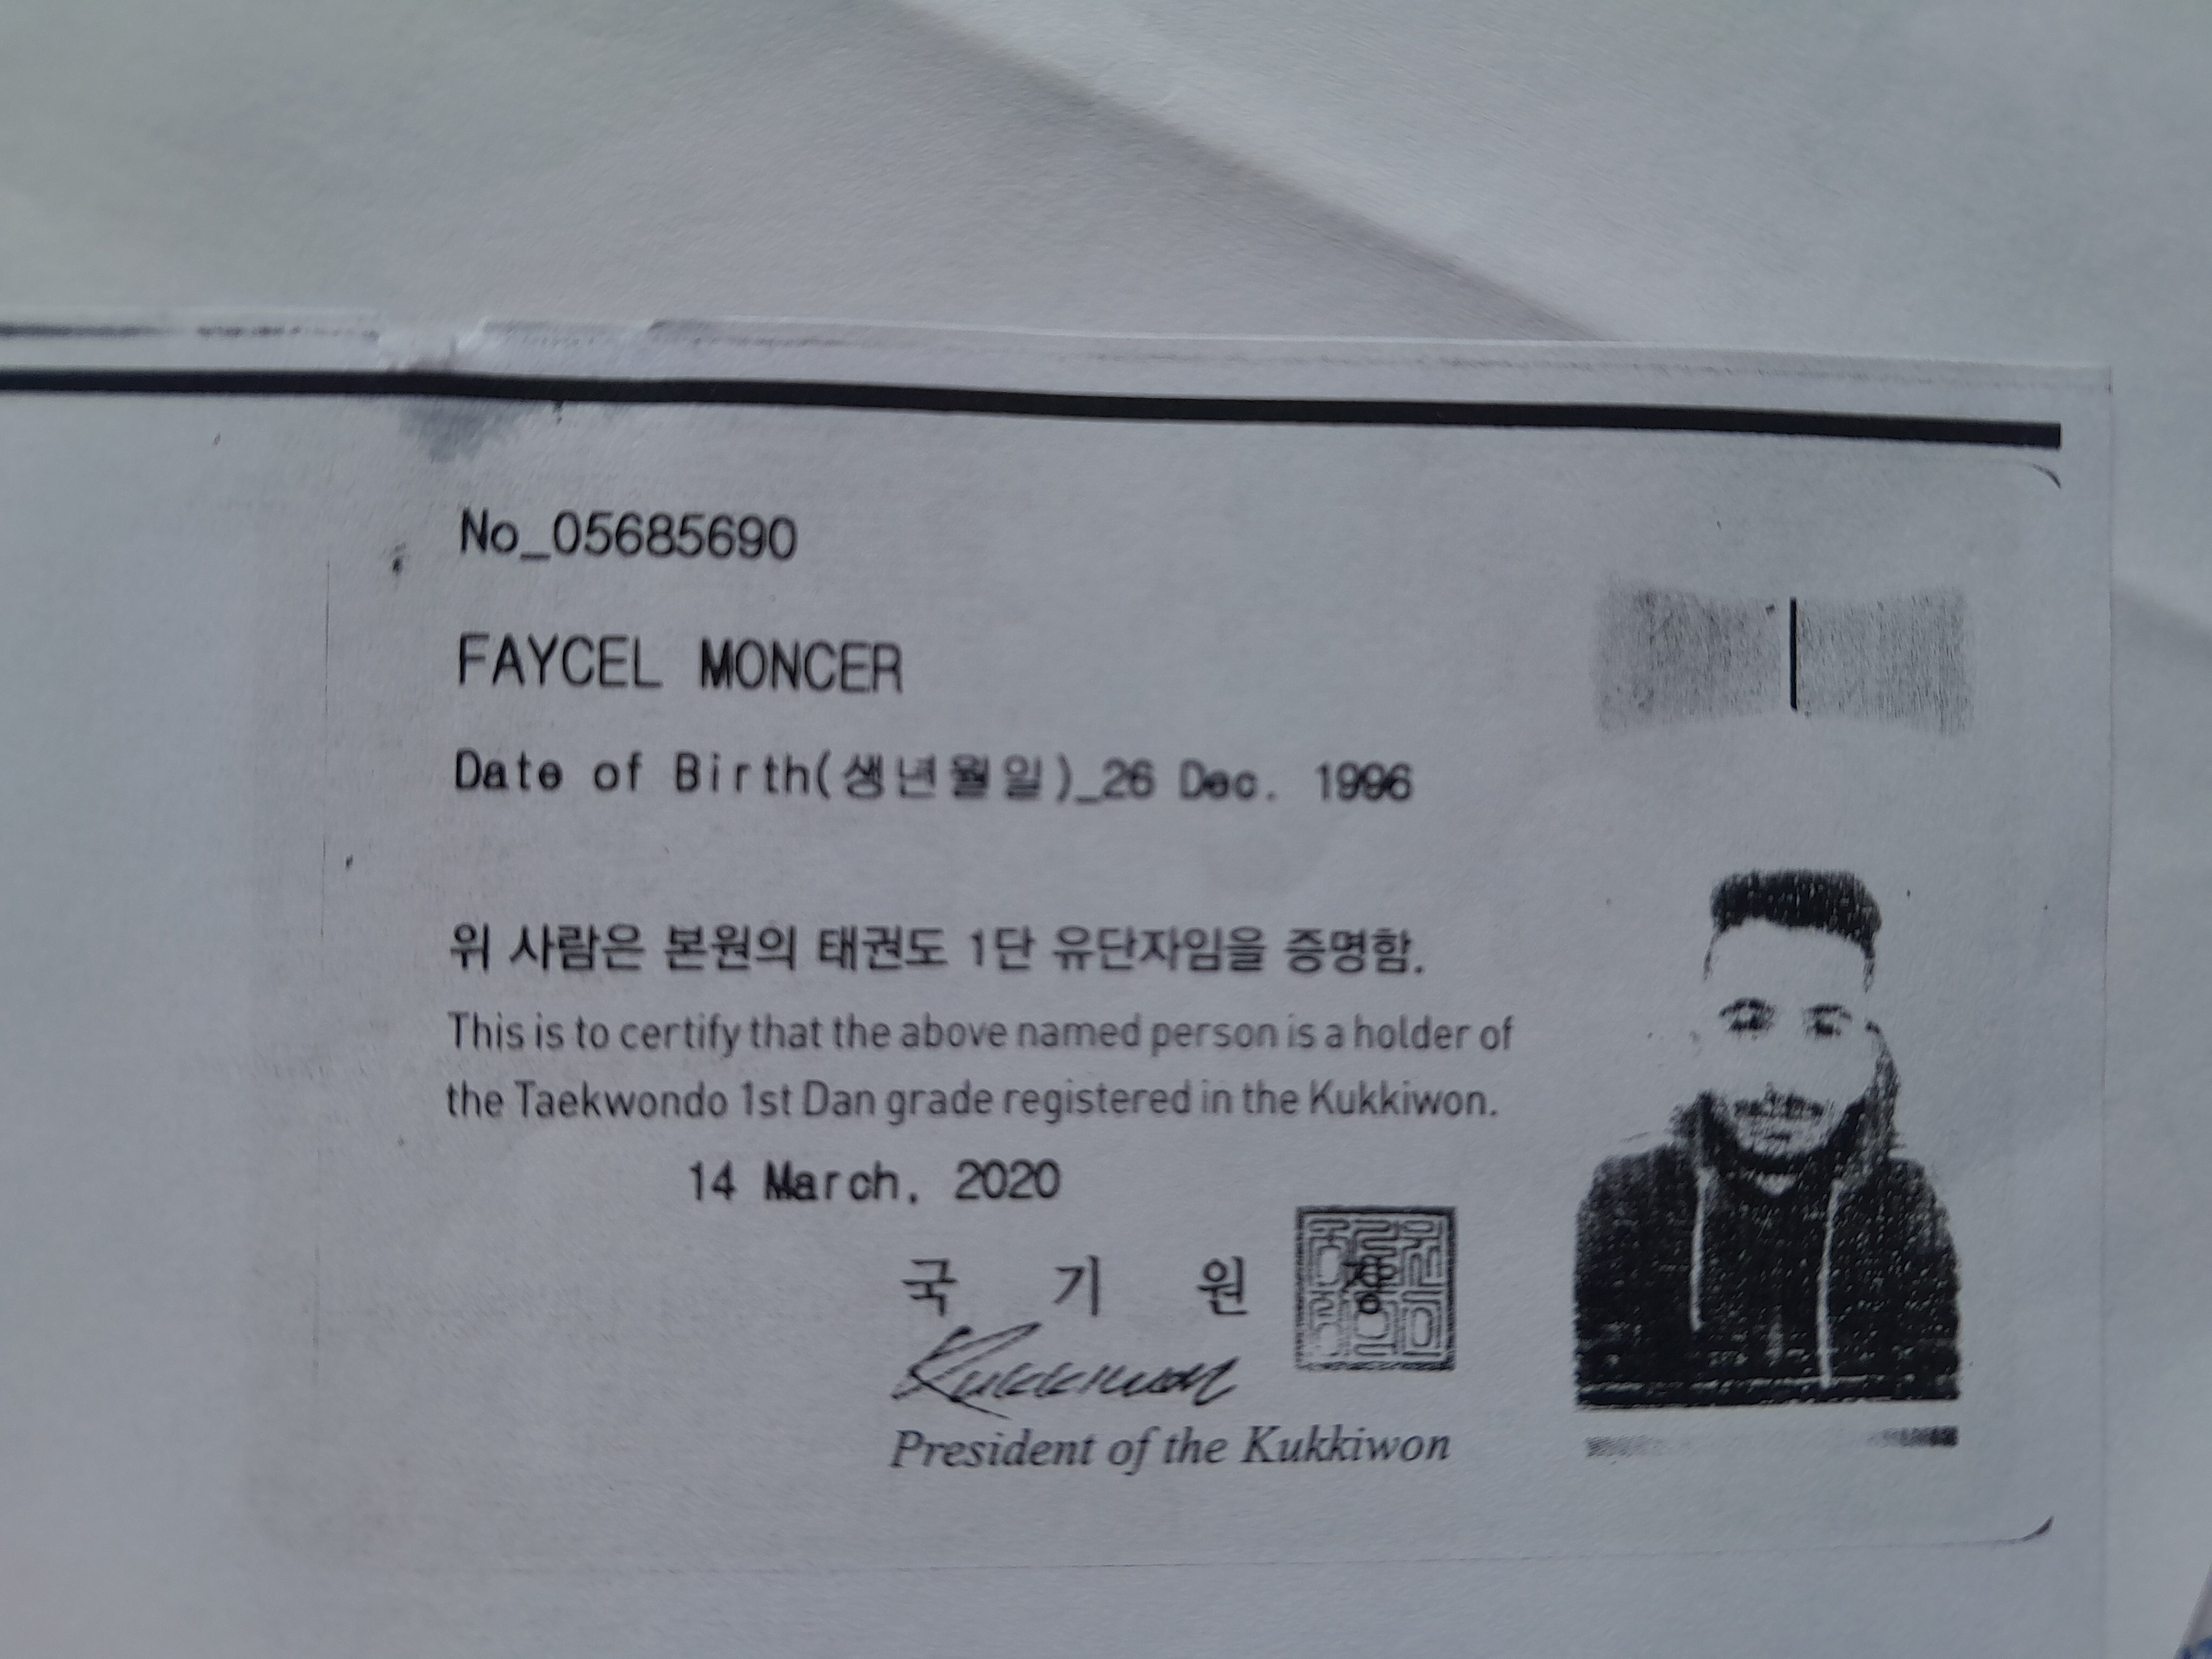 No_05685690
FAYCEL MONCER
Date of Birth(생년월일)_26 Dec. 1996
위 사람은 본원의 태권도 1단 유단자임을 증명함.
This is to certify that the above named person is a holder of
the Taekwondo 1st Dan grade registered in the Kukkiwon.
14 March, 2020
국 기 원 장
Kukkiwon
President of the Kukkiwon